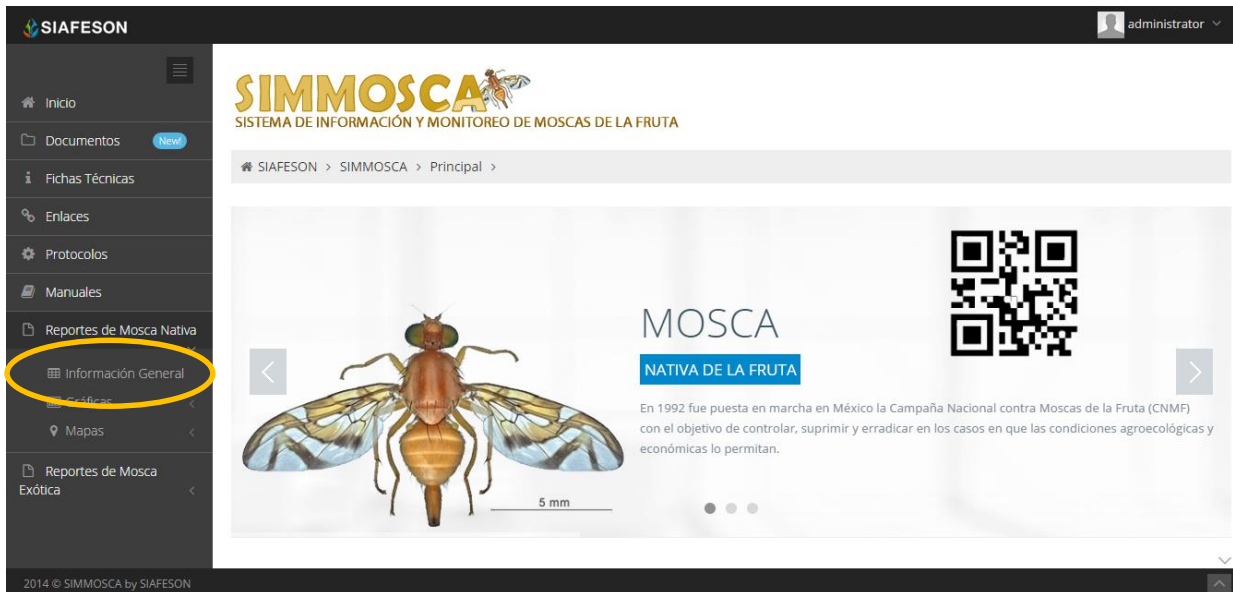 SIAFESON
administrator
Inicio
Documentos New!
Fichas Técnicas
Enlaces
Protocolos
Manuales
Reportes de Mosca Nativa
Información General
Gráficas
Mapas
Reportes de Mosca
Exótica
SIMMOSCA
SISTEMA DE INFORMACIÓN Y MONITOREO DE MOSCAS DE LA FRUTA
SIAFESON > SIMMOSCA > Principal >
MOSCA
NATIVA DE LA FRUTA
En 1992 fue puesta en marcha en México la Campaña Nacional contra Moscas de la Fruta (CNMF)
con el objetivo de controlar, suprimir y erradicar en los casos en que las condiciones agroecológicas y
económicas lo permitan.
5 mm
2014 © SIMMOSCA by SIAFESON